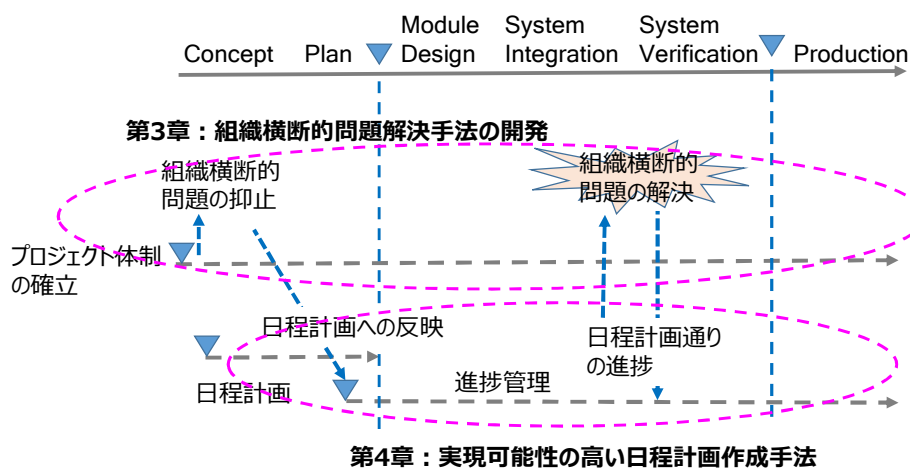 Concept Plan Module Design System Integration System Verification Production
第3章：組織横断的問題解決手法の開発
組織横断的
問題の抑止
組織横断的
問題の解決
プロジェクト体制
の確立
日程計画への反映
日程計画通り
の進捗
日程計画
進捗管理
第4章：実現可能性の高い日程計画作成手法